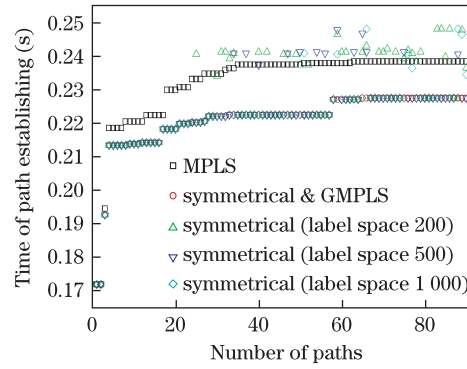 Time of path establishing (s)
0.25
0.24
0.23
0.22
0.21
0.20
0.19
0.18
0.17
MPLS
symmetrical & GMPLS
symmetrical (label space 200)
symmetrical (label space 500)
symmetrical (label space 1 000)
0 20 40 60 80
Number of paths